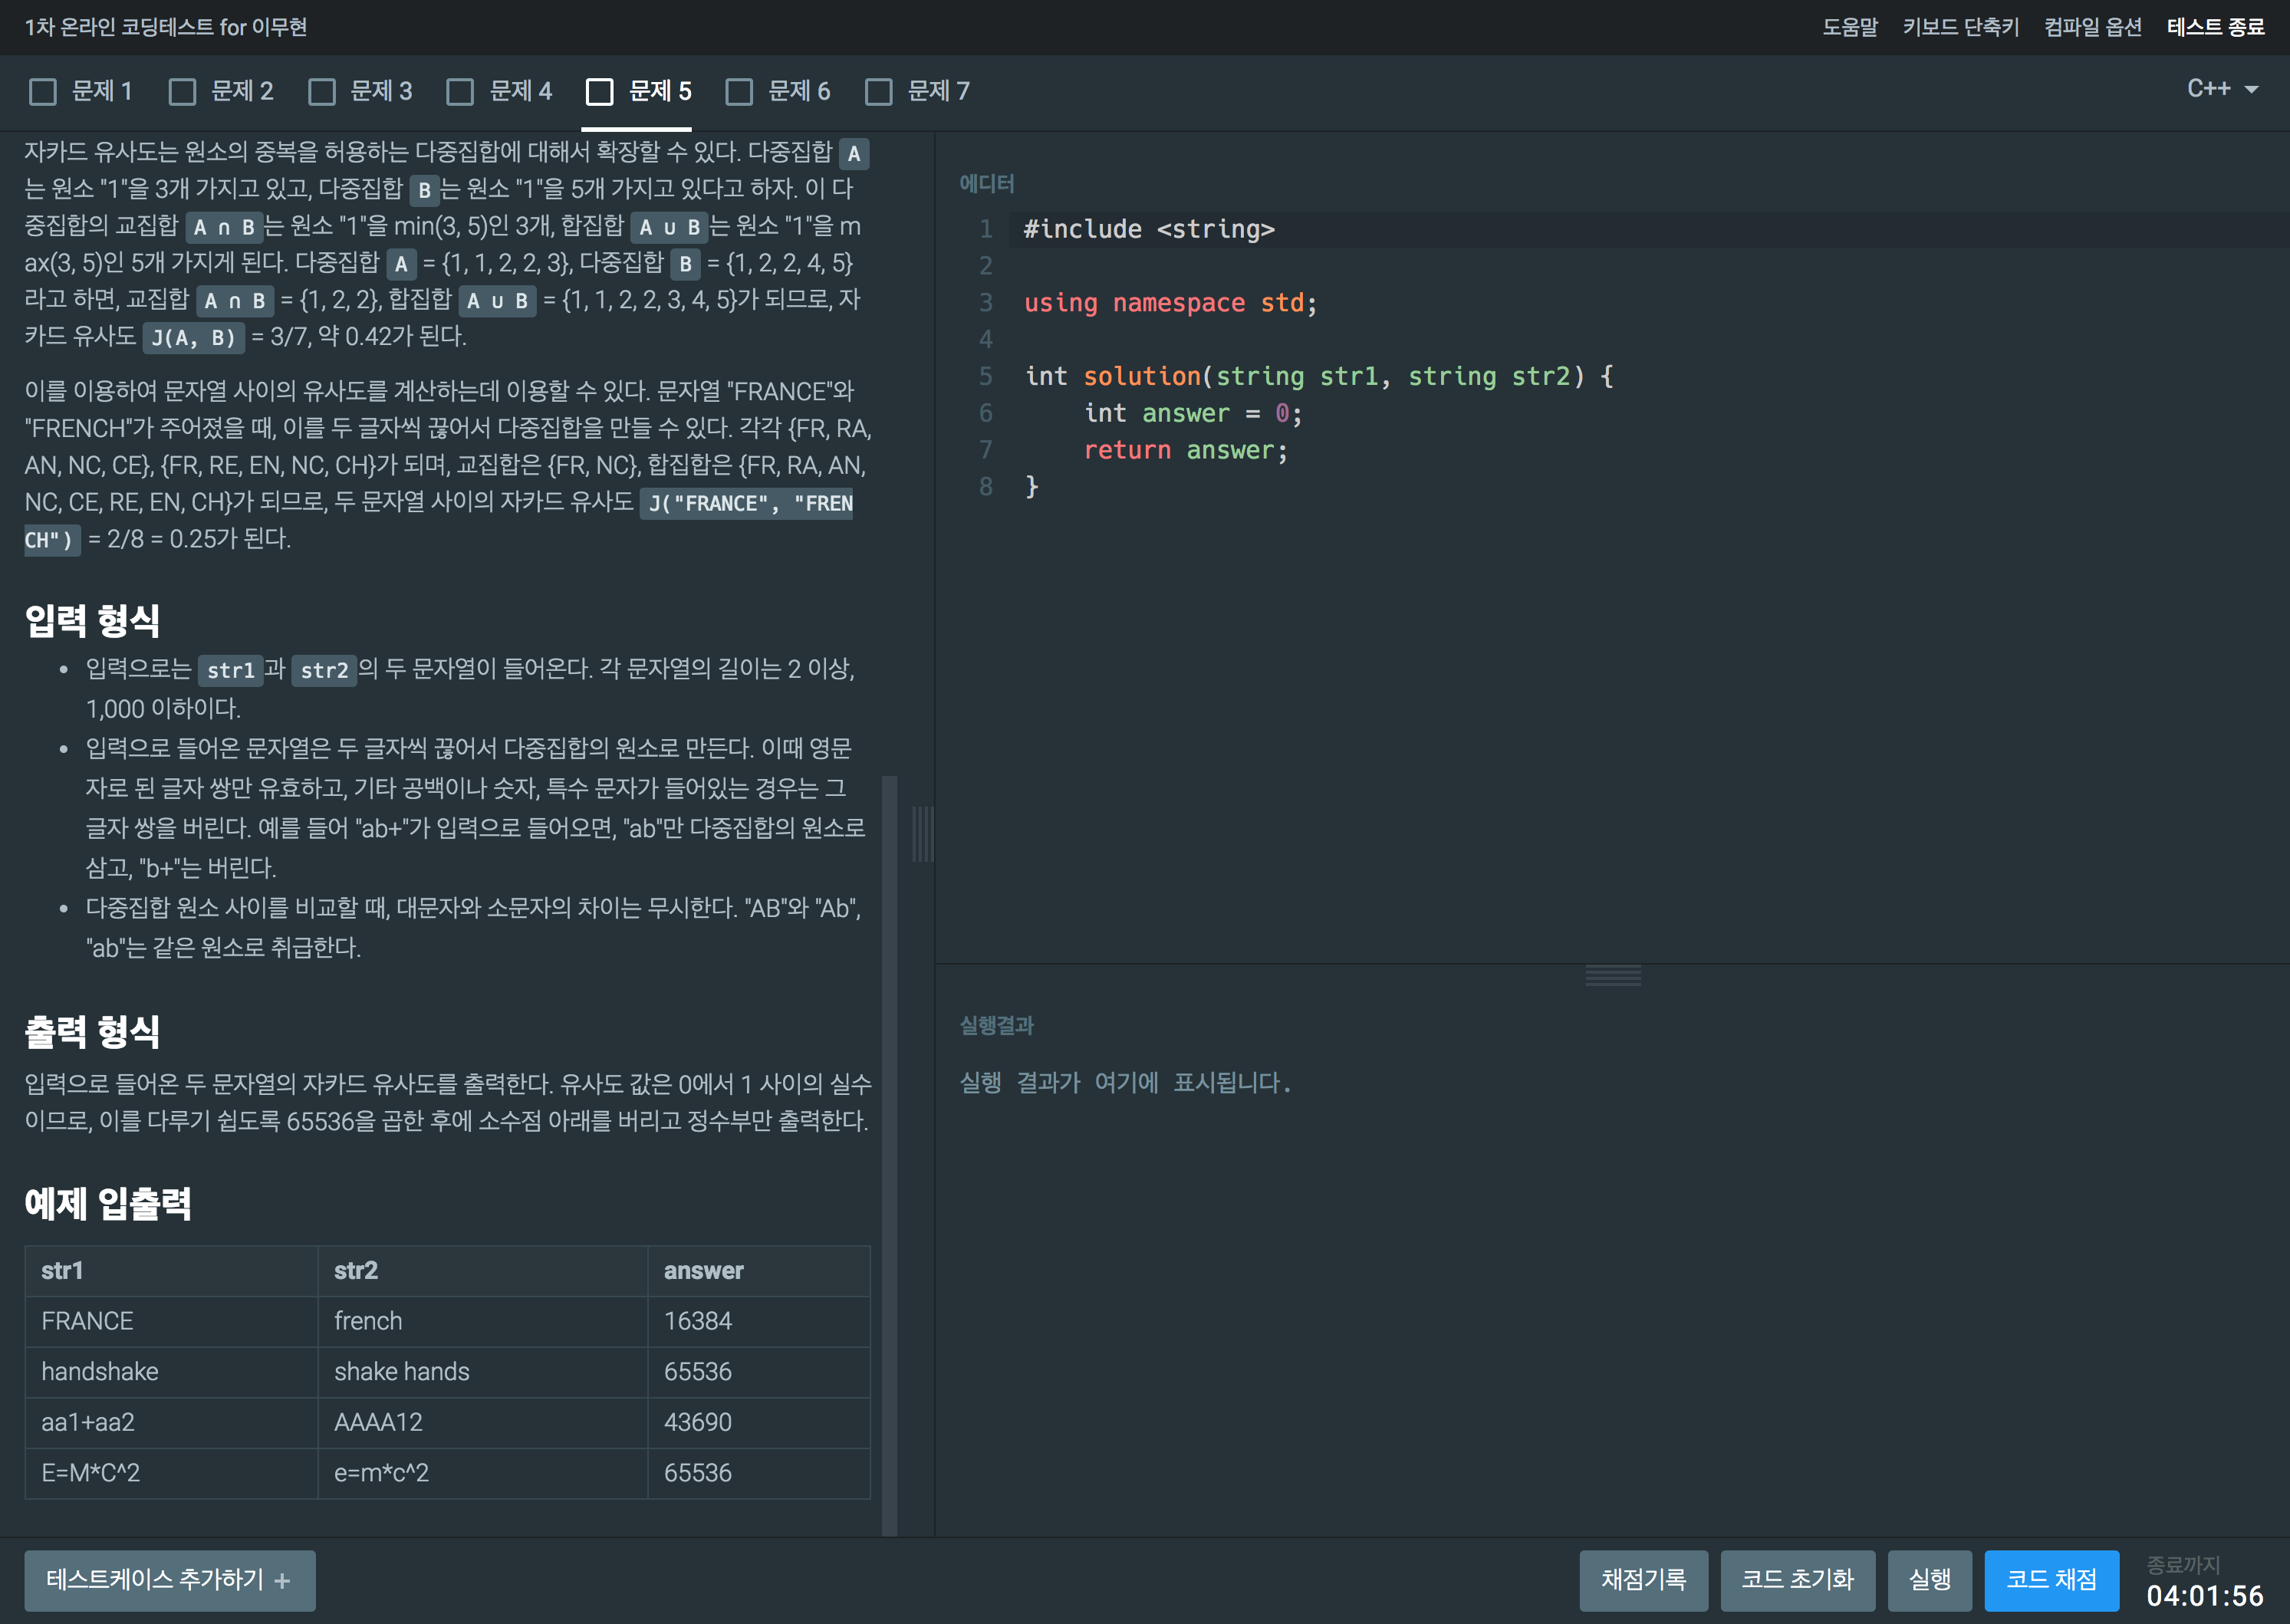 1차 온라인 코딩테스트 for 이무현
도움말 키보드 단축키 컴파일 옵션 테스트 종료
문제 1 문제 2 문제 3 문제 4 문제 5 문제 6 문제 7
C++
자카드 유사도는 원소의 중복을 허용하는 다중집합에 대해서 확장할 수 있다. 다중집합 A
는 원소 "1"을 3개 가지고 있고, 다중집합 B는 원소 "1"을 5개 가지고 있다고 하자. 이 다
중집합의 교집합 A ∩ B는 원소 "1"을 min(3, 5)인 3개, 합집합 A ∪ B는 원소 "1"을 m
ax(3, 5)인 5개 가지게 된다. 다중집합 A = {1, 1, 2, 2, 3}, 다중집합 B = {1, 2, 2, 4, 5}
라고 하면, 교집합 A ∩ B = {1, 2, 2}, 합집합 A ∪ B = {1, 1, 2, 2, 3, 4, 5}가 되므로, 자
카드 유사도 J(A, B) = 3/7, 약 0.42가 된다.
이를 이용하여 문자열 사이의 유사도를 계산하는데 이용할 수 있다. 문자열 "FRANCE"와
"FRENCH"가 주어졌을 때, 이를 두 글자씩 끊어서 다중집합을 만들 수 있다. 각각 {FR, RA,
AN, NC, CE}, {FR, RE, EN, NC, CH}가 되며, 교집합은 {FR, NC}, 합집합은 {FR, RA, AN,
NC, CE, RE, EN, CH}가 되므로, 두 문자열 사이의 자카드 유사도 J("FRANCE", "FREN
CH") = 2/8 = 0.25가 된다.
입력 형식
• 입력으로는 str1과 str2의 두 문자열이 들어온다. 각 문자열의 길이는 2 이상,
1,000 이하이다.
• 입력으로 들어온 문자열은 두 글자씩 끊어서 다중집합의 원소로 만든다. 이때 영문
자로 된 글자 쌍만 유효하고, 기타 공백이나 숫자, 특수 문자가 들어있는 경우는 그
글자 쌍을 버린다. 예를 들어 "ab+"가 입력으로 들어오면, "ab"만 다중집합의 원소로
삼고, "b+"는 버린다.
• 다중집합 원소 사이를 비교할 때, 대문자와 소문자의 차이는 무시한다. "AB"와 "Ab",
"ab"는 같은 원소로 취급한다.
출력 형식
입력으로 들어온 두 문자열의 자카드 유사도를 출력한다. 유사도 값은 0에서 1 사이의 실수
이므로, 이를 다루기 쉽도록 65536을 곱한 후에 소수점 아래를 버리고 정수부만 출력한다.
예제 입출력
str1 str2 answer
FRANCE french 16384
handshake shake hands 65536
aa1+aa2 AAAA12 43690
E=M*C^2 e=m*c^2 65536
에디터
1 #include <string>
2
3 using namespace std;
4
5 int solution(string str1, string str2) {
6     int answer = 0;
7     return answer;
8 }
실행결과
실행 결과가 여기에 표시됩니다.
테스트케이스 추가하기 +
채점기록 코드 초기화 실행 코드 채점
종료까지
04:01:56